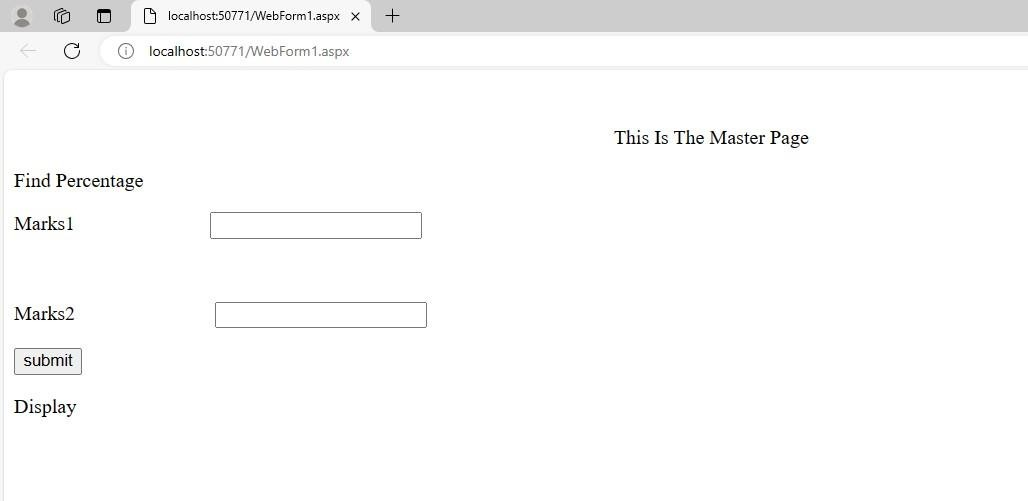 localhost:50771/WebForm1.aspx
localhost:50771/WebForm1.aspx
This Is The Master Page
Find Percentage
Marks1
Marks2
submit
Display